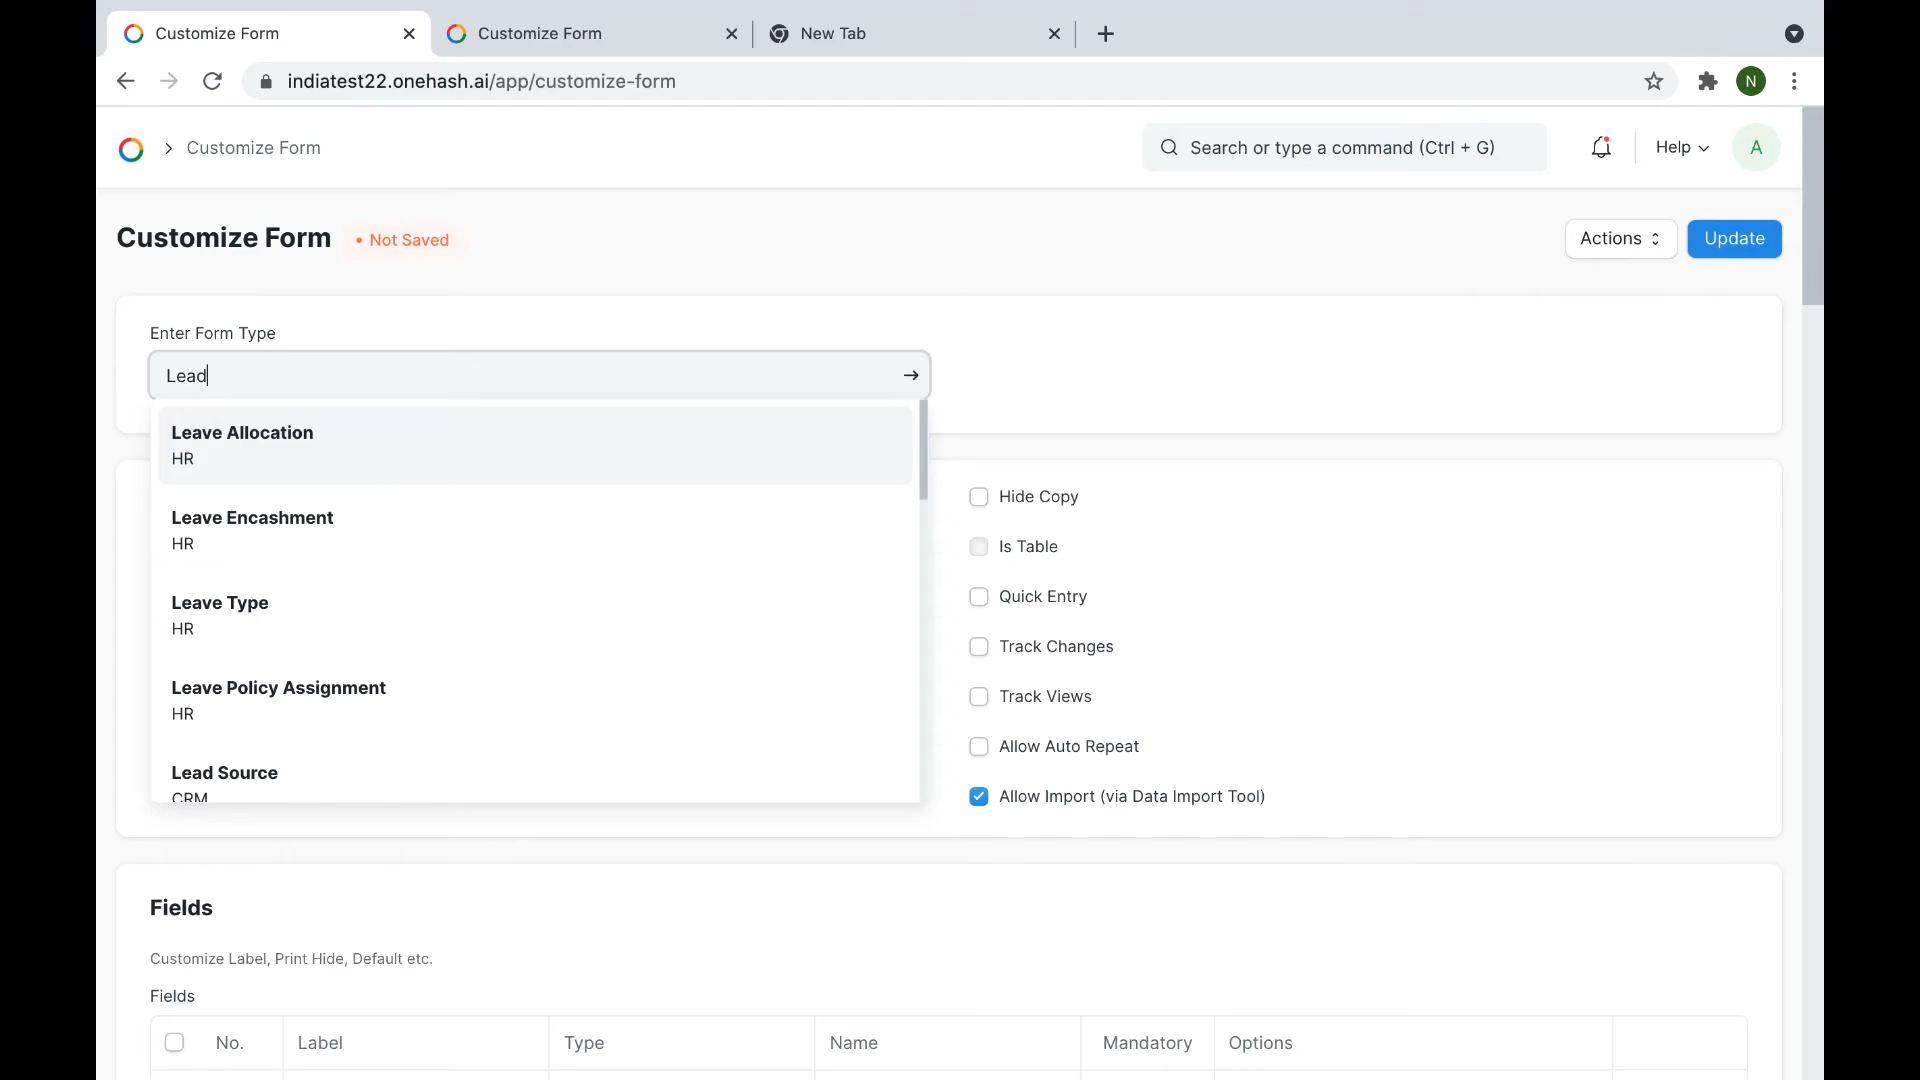 Customize Form
Customize Form
New Tab
indiatest22.onehash.ai/app/customize-form
N
Customize Form
Search or type a command (Ctrl + G)
Help
A
Customize Form
• Not Saved
Actions
Update
Enter Form Type
Lead
Leave Allocation
HR
Leave Encashment
HR
Leave Type
HR
Leave Policy Assignment
HR
Lead Source
CRM
Hide Copy
Is Table
Quick Entry
Track Changes
Track Views
Allow Auto Repeat
Allow Import (via Data Import Tool)
Fields
Customize Label, Print Hide, Default etc.
Fields
No. Label Type Name Mandatory Options